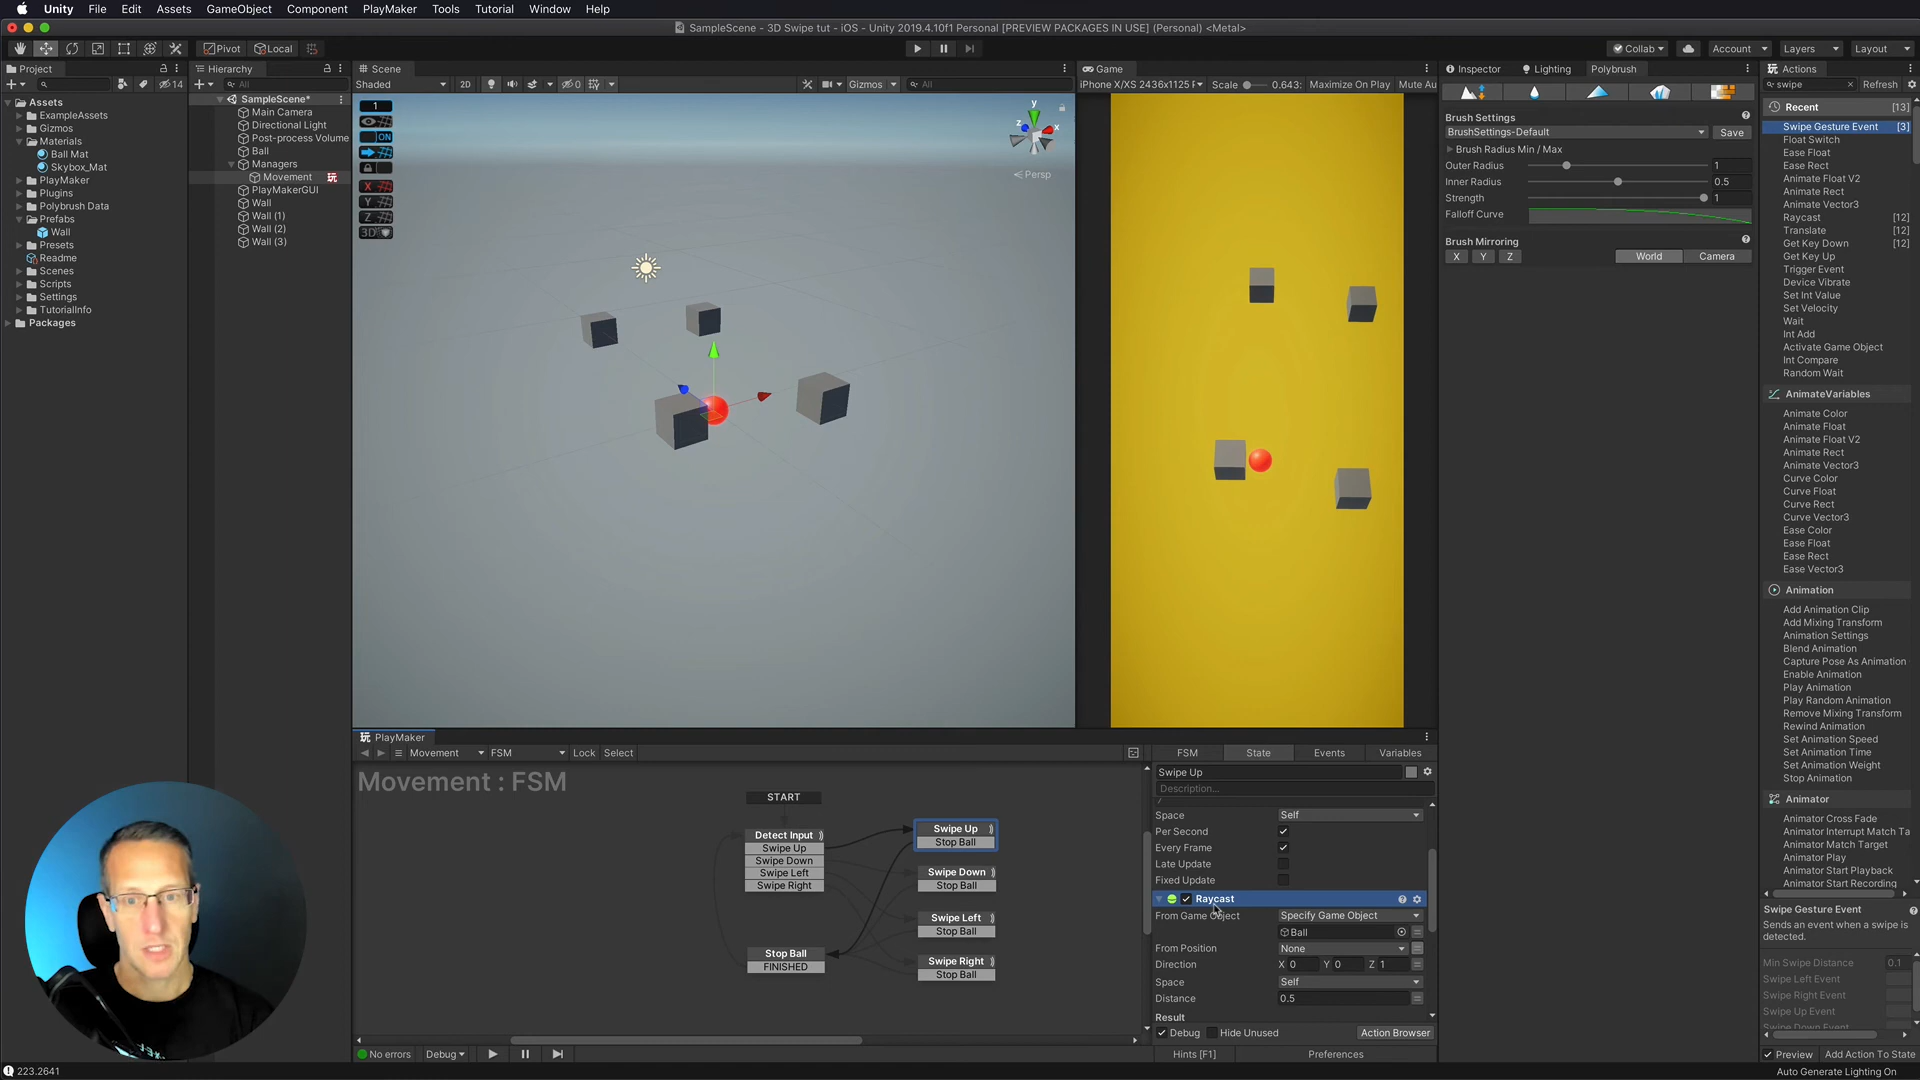 Unity File Edit Assets GameObject Component PlayMaker Tools Tutorial Window Help
SampleScene - 3D Swipe tut - iOS - Unity 2019.4.10f1 Personal [PREVIEW PACKAGES IN USE] (Personal) <Metal>
Pivot Local Collab Account Layers Layout
Project
14
Assets
ExampleAssets
Gizmos
Materials
Ball Mat
Skybox_Mat
PlayMaker
Plugins
Polybrush Data
Prefabs
Wall
Presets
Readme
Scenes
Scripts
Settings
TutorialInfo
Packages
Hierarchy
All
SampleScene*
Main Camera
Directional Light
Post-process Volume
Ball
Managers
Movement
PlayMakerGUI
Wall
Wall (1)
Wall (2)
Wall (3)
Scene
Shaded 2D 0 Gizmos All
1
ON
X
Y
Z
3D
y
z
x
Persp
Game
iPhone X/XS 2436x1125 Scale 0.643: Maximize On Play Mute Au
Inspector Lighting Polybrush
Brush Settings
BrushSettings-Default Save
Brush Radius Min / Max
Outer Radius 1
Inner Radius 0.5
Strength 1
Falloff Curve
Brush Mirroring
X Y Z World Camera
Actions
swipe Refresh
Recent [13]
Swipe Gesture Event [3]
Float Switch
Ease Float
Ease Rect
Animate Float V2
Animate Rect
Animate Vector3
Raycast [12]
Translate [12]
Get Key Down [12]
Get Key Up
Trigger Event
Device Vibrate
Set Int Value
Set Velocity
Wait
Int Add
Activate Game Object
Int Compare
Random Wait
AnimateVariables
Animate Color
Animate Float
Animate Float V2
Animate Rect
Animate Vector3
Curve Color
Curve Float
Curve Rect
Curve Vector3
Ease Color
Ease Float
Ease Rect
Ease Vector3
Animation
Add Animation Clip
Add Mixing Transform
Animation Settings
Blend Animation
Capture Pose As Animation
Enable Animation
Play Animation
Play Random Animation
Remove Mixing Transform
Rewind Animation
Set Animation Speed
Set Animation Time
Set Animation Weight
Stop Animation
Animator
Animator Cross Fade
Animator Interrupt Match Ta
Animator Match Target
Animator Play
Animator Start Playback
Animator Start Recording
Swipe Gesture Event
Sends an event when a swipe is
detected.
Min Swipe Distance 0.1
Swipe Left Event
Swipe Right Event
Swipe Up Event
Swipe Down Event
Preview Add Action To State
Auto Generate Lighting On
PlayMaker
Movement FSM Lock Select
Movement : FSM
START
Detect Input
Swipe Up
Swipe Down
Swipe Left
Swipe Right
Stop Ball
FINISHED
Swipe Up
Stop Ball
Swipe Down
Stop Ball
Swipe Left
Stop Ball
Swipe Right
Stop Ball
FSM State Events Variables
Swipe Up
Description...
Space Self
Per Second
Every Frame
Late Update
Fixed Update
Raycast
From Game Object Specify Game Object
Ball
From Position None
Direction X 0 Y 0 Z 1
Space Self
Distance 0.5
Result
Debug Hide Unused Action Browser
Hints [F1] Preferences
No errors Debug
223.2641